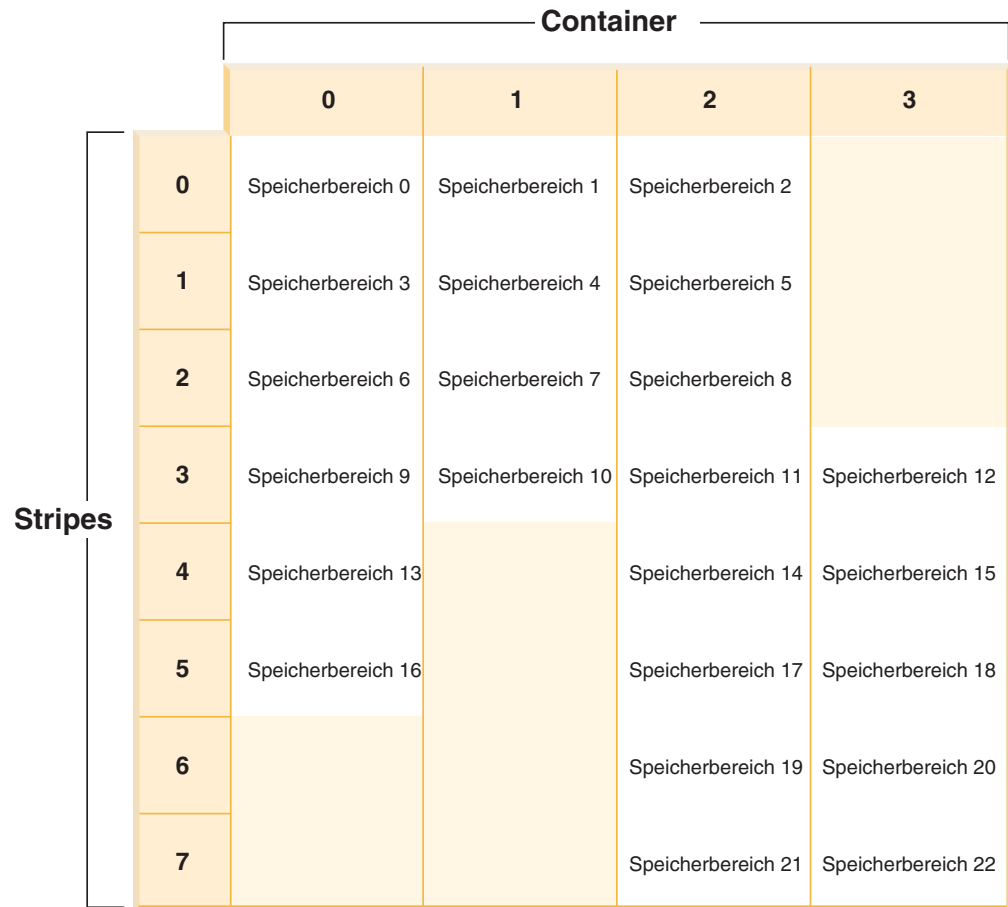 Container
0 1 2 3
0 Speicherbereich 0 Speicherbereich 1 Speicherbereich 2
1 Speicherbereich 3 Speicherbereich 4 Speicherbereich 5
2 Speicherbereich 6 Speicherbereich 7 Speicherbereich 8
3 Speicherbereich 9 Speicherbereich 10 Speicherbereich 11 Speicherbereich 12
Stripes
4 Speicherbereich 13 Speicherbereich 14 Speicherbereich 15
5 Speicherbereich 16 Speicherbereich 17 Speicherbereich 18
6 Speicherbereich 19 Speicherbereich 20
7 Speicherbereich 21 Speicherbereich 22